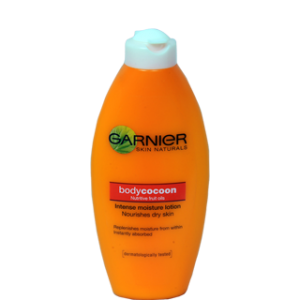 GARNIER
SKIN NATURALS
bodycocoon
Nutritive fruit oils
Intense moisture lotion
Nourishes dry skin
Replenishes moisture from within
Instantly absorbed
dermatologically tested